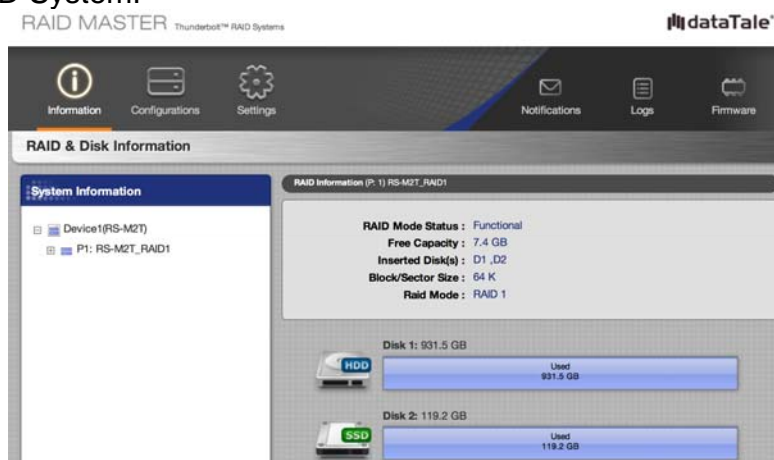 D System.
RAID MASTER Thunderbolt™ RAID Systems
dataTale
Information Configurations Settings Notifications Logs Firmware
RAID & Disk Information
System Information
RAID Information (P: 1) RS-M2T_RAID1
Device1(RS-M2T)
P1: RS-M2T_RAID1
RAID Mode Status : Functional
Free Capacity : 7.4 GB
Inserted Disk(s) : D1 ,D2
Block/Sector Size : 64 K
Raid Mode : RAID 1
Disk 1: 931.5 GB
HDD
Used
931.5 GB
Disk 2: 119.2 GB
SSD
Used
119.2 GB